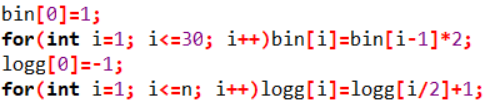 bin[0]=1;
for(int i=1; i<=30; i++)bin[i]=bin[i-1]*2;
logg[0]=-1;
for(int i=1; i<=n; i++)logg[i]=logg[i/2]+1;